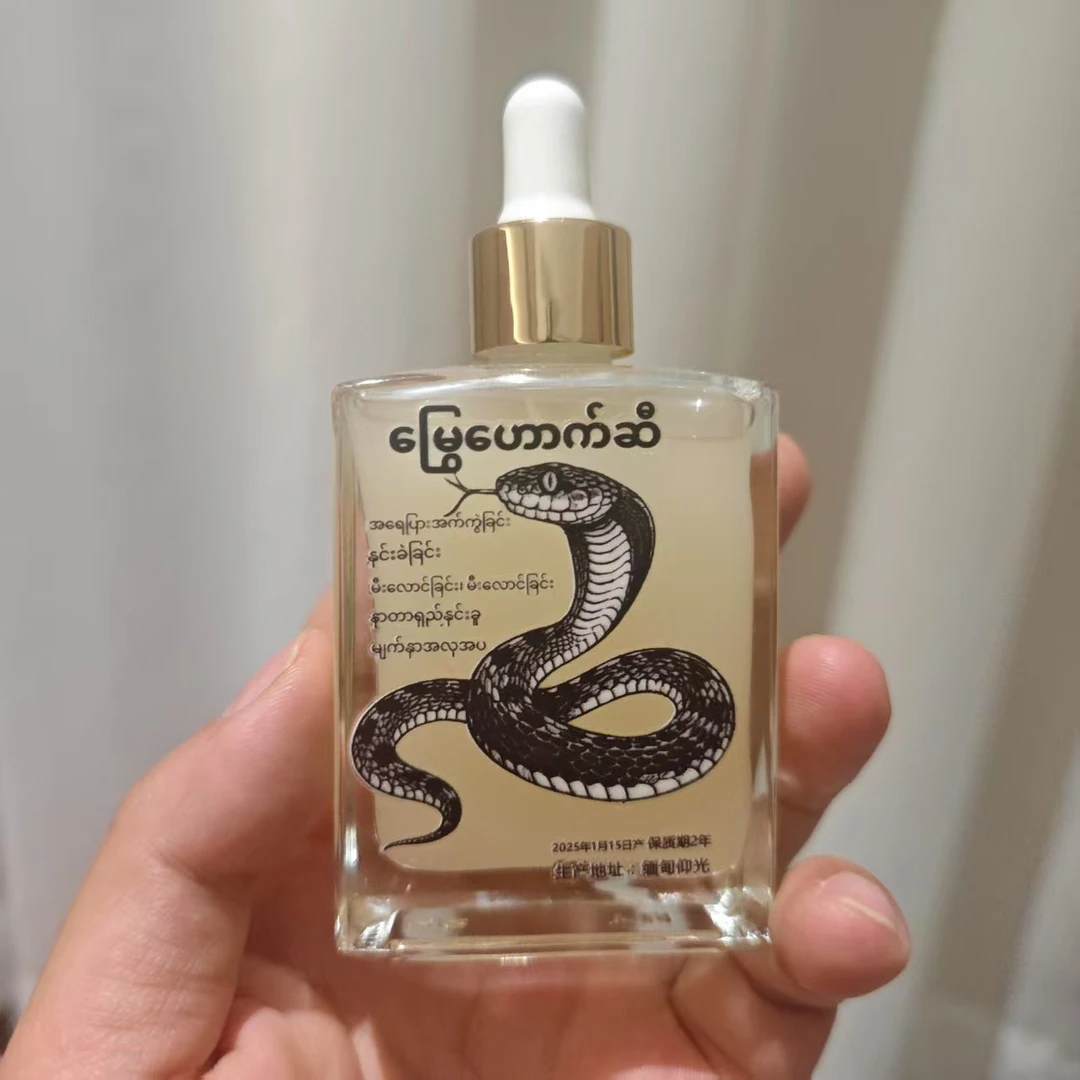 မြွေဟောက်ဆီ
အရေပြားအက်ကွဲခြင်း
နှင်းခဲခြင်း
မီးလောင်ခြင်း၊ မီးလောင်ခြင်း
နာတာရှည်နှင်းခူ
မျက်နှာအလှအပ
2025年1月15日产 保质期2年
生产地址：缅甸仰光